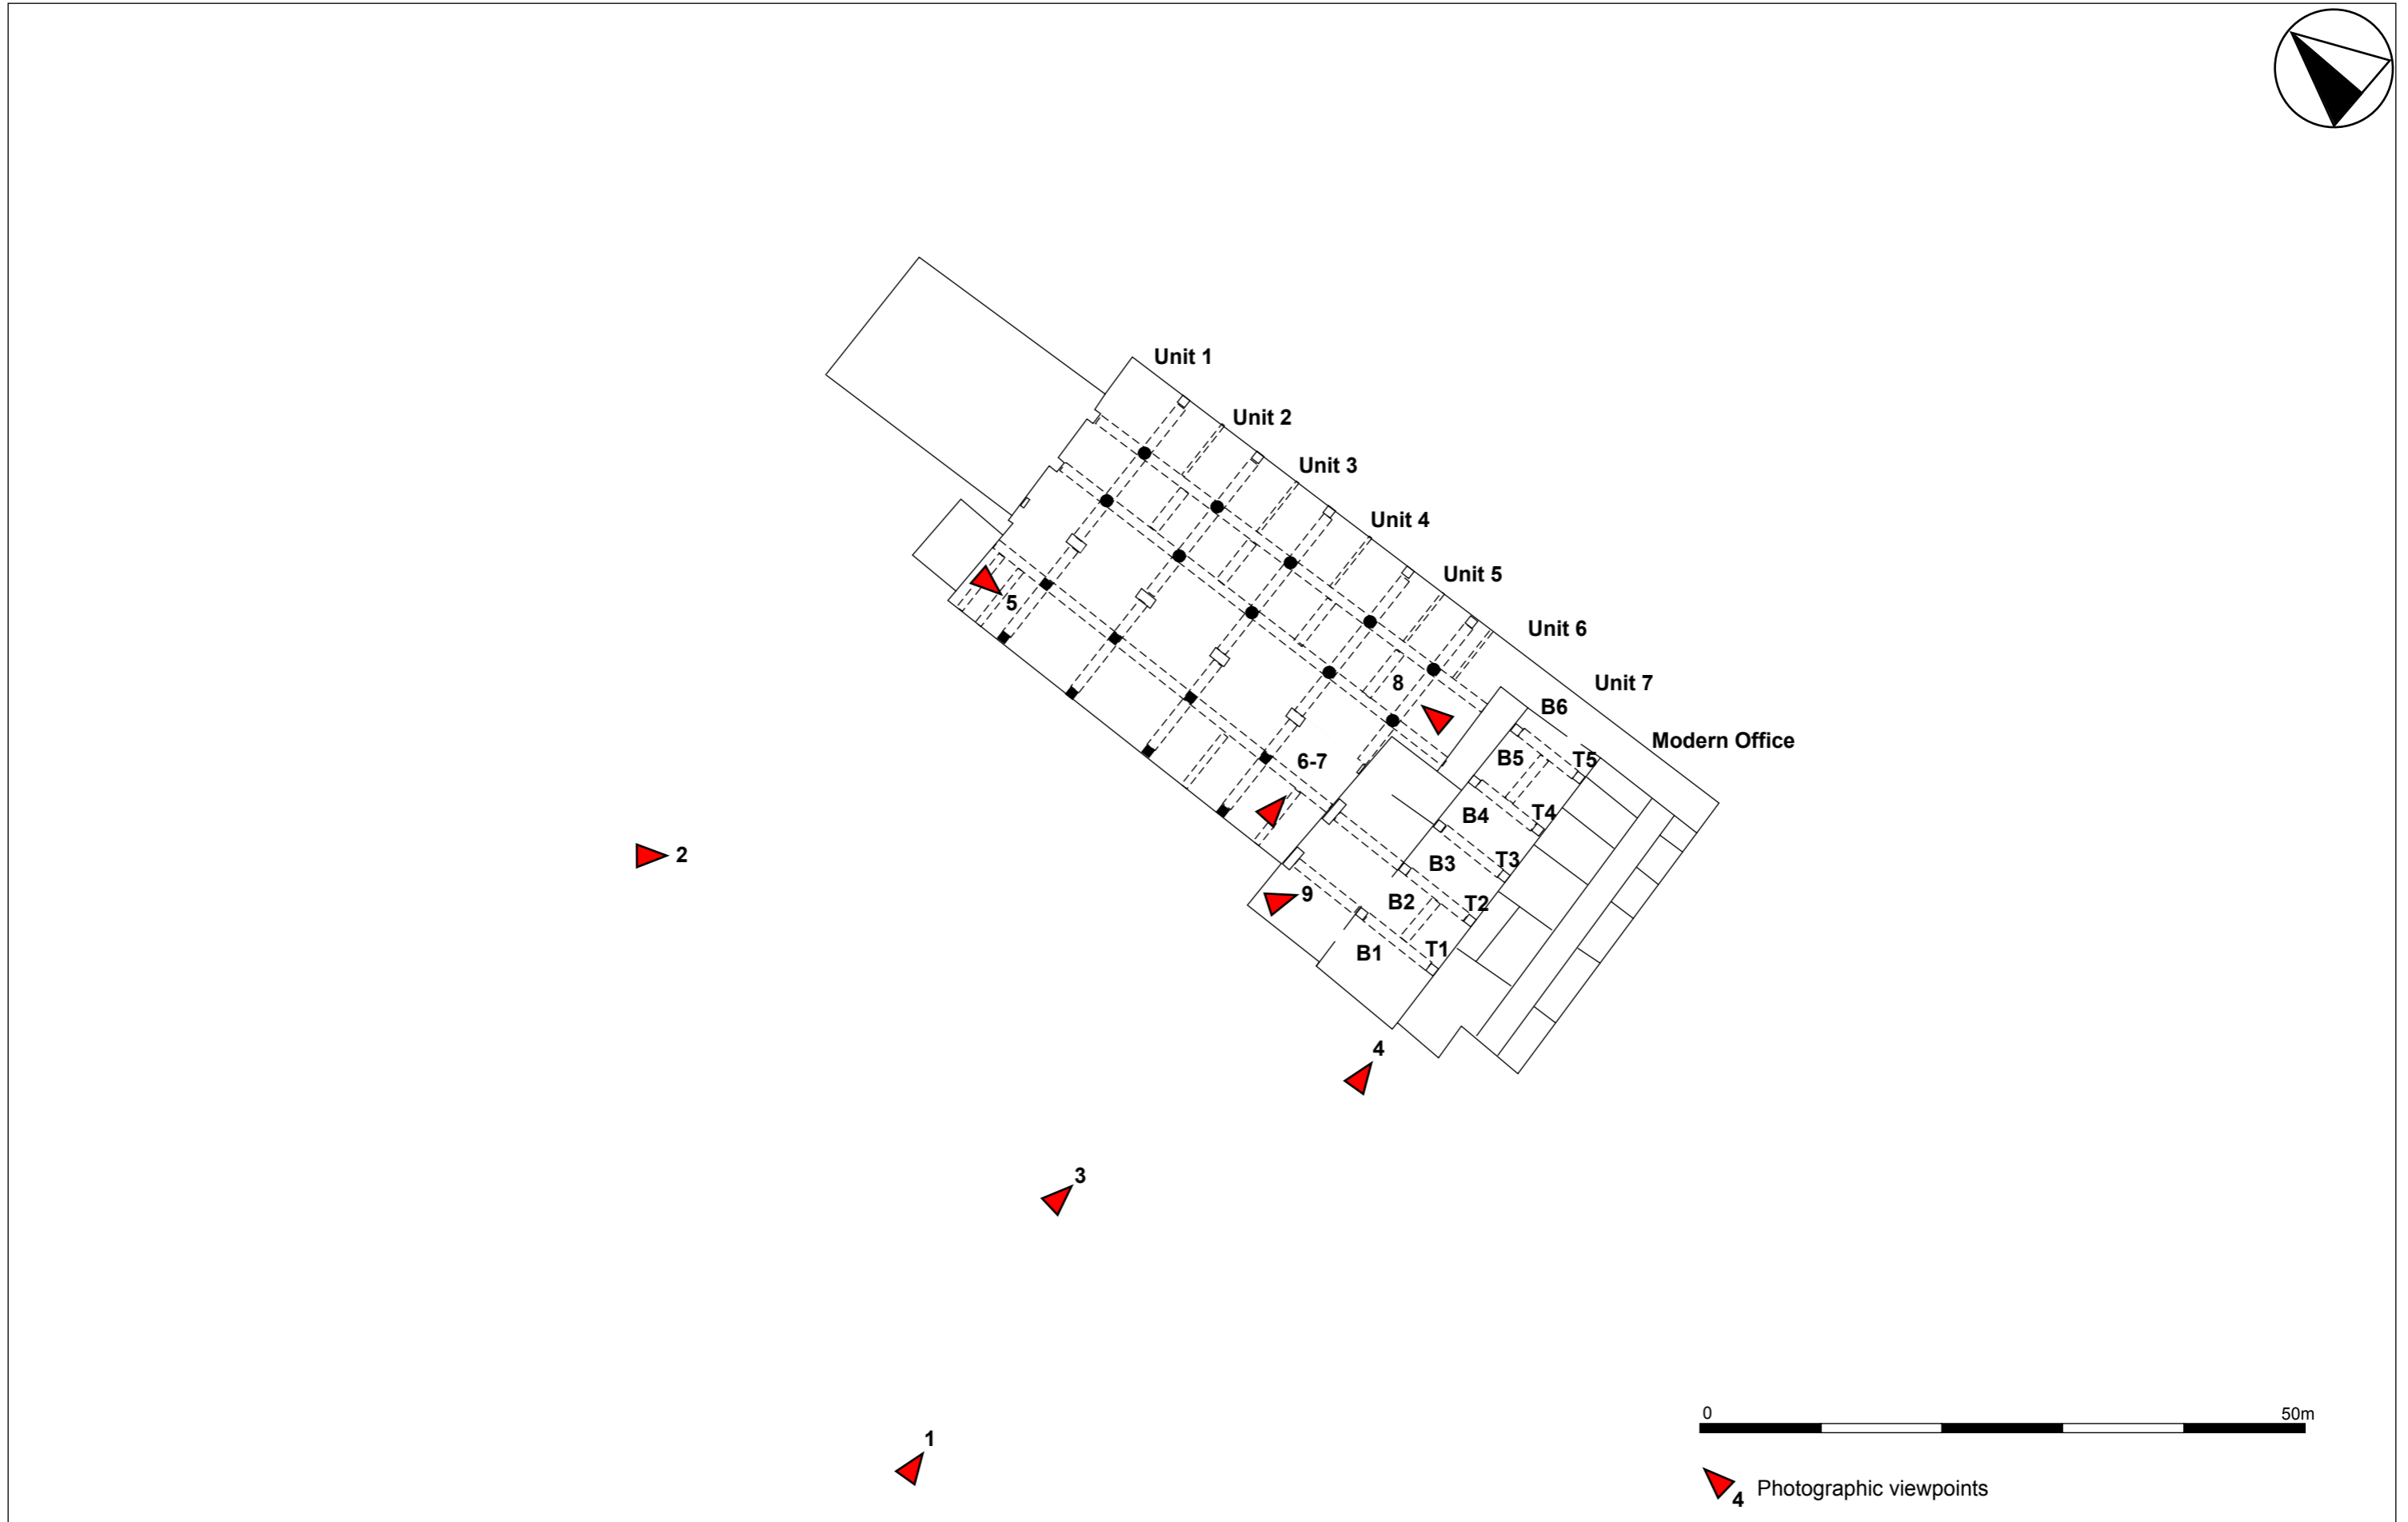 Unit 1
Unit 2
Unit 3
Unit 4
Unit 5
Unit 6
Unit 7
Modern Office
5
8
6-7
B6
B5
T5
B4
T4
B3
T3
B2
T2
B1
T1
9
2
4
3
1
0
50m
4
Photographic viewpoints